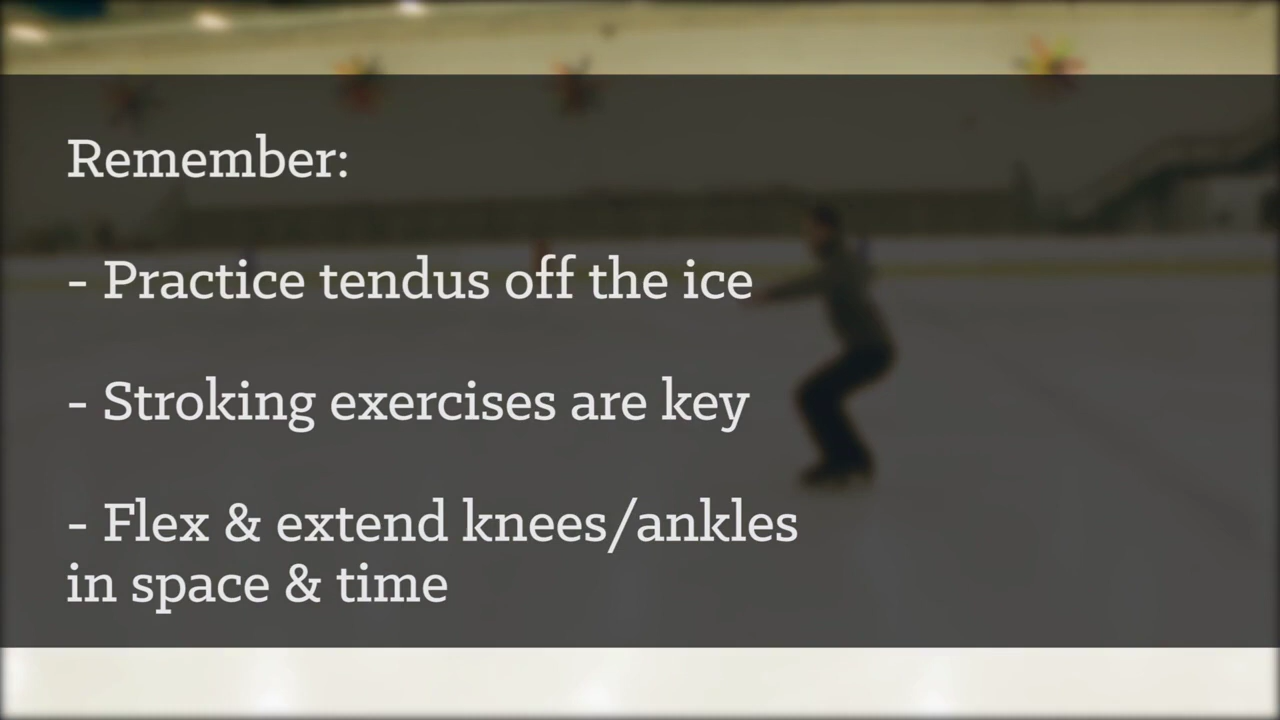 Remember:
- Practice tendus off the ice
- Stroking exercises are key
- Flex & extend knees/ankles
in space & time